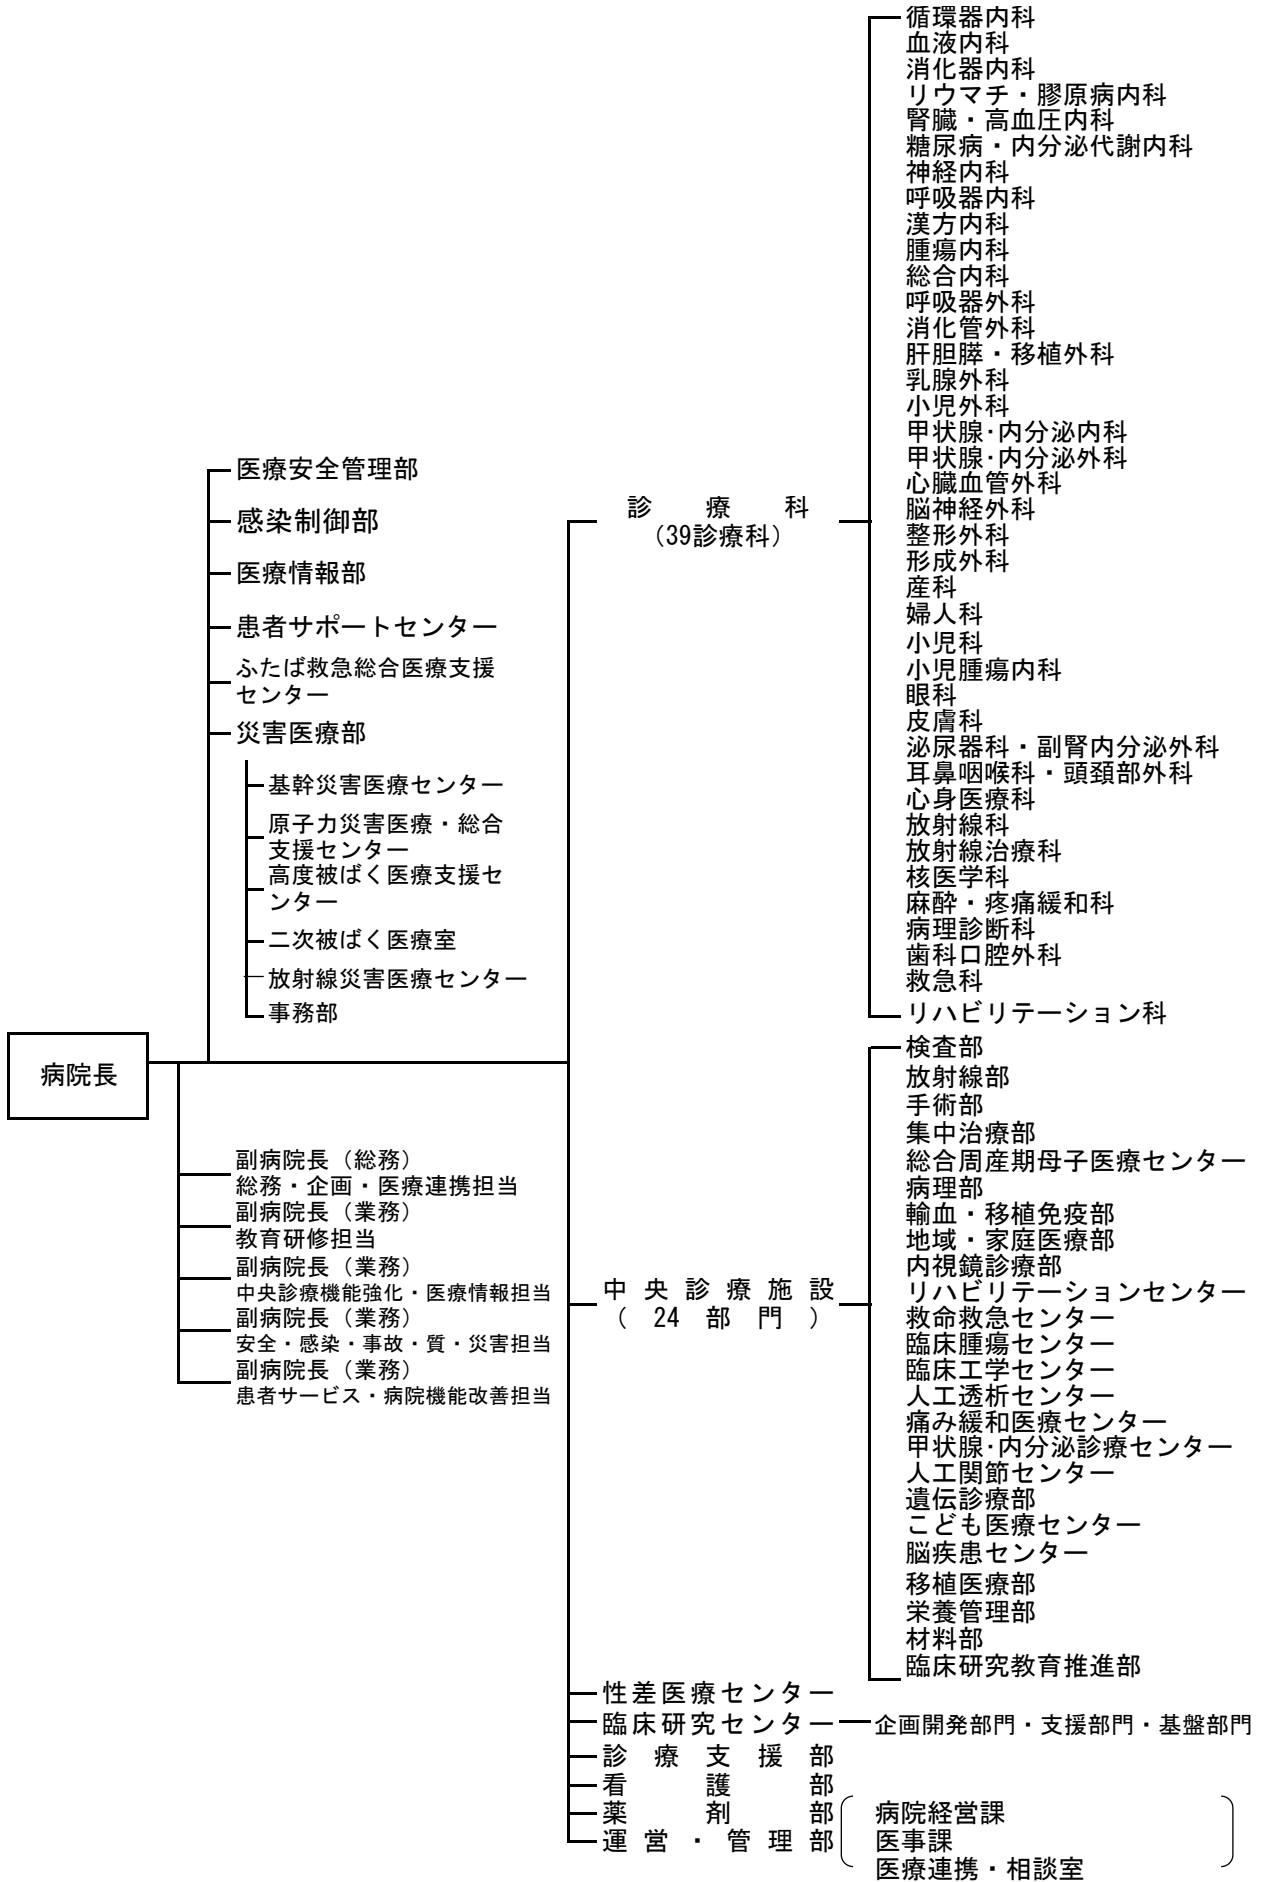 病院長
医療安全管理部
感染制御部
医療情報部
患者サポートセンター
ふたば救急総合医療支援
センター
災害医療部
基幹災害医療センター
原子力災害医療・総合
支援センター
高度被ばく医療支援セ
ンター
二次被ばく医療室
放射線災害医療センター
事務部
副病院長（総務）
総務・企画・医療連携担当
副病院長（業務）
教育研修担当
副病院長（業務）
中央診療機能強化・医療情報担当
副病院長（業務）
安全・感染・事故・質・災害担当
副病院長（業務）
患者サービス・病院機能改善担当
診療科
（39診療科）
循環器内科
血液内科
消化器内科
リウマチ・膠原病内科
腎臓・高血圧内科
糖尿病・内分泌代謝内科
神経内科
呼吸器内科
漢方内科
腫瘍内科
総合内科
呼吸器外科
消化管外科
肝胆膵・移植外科
乳腺外科
小児外科
甲状腺･内分泌内科
甲状腺･内分泌外科
心臓血管外科
脳神経外科
整形外科
形成外科
産科
婦人科
小児科
小児腫瘍内科
眼科
皮膚科
泌尿器科・副腎内分泌外科
耳鼻咽喉科・頭頚部外科
心身医療科
放射線科
放射線治療科
核医学科
麻酔・疼痛緩和科
病理診断科
歯科口腔外科
救急科
リハビリテーション科
中央診療施設
（24部門）
検査部
放射線部
手術部
集中治療部
総合周産期母子医療センター
病理部
輸血・移植免疫部
地域・家庭医療部
内視鏡診療部
リハビリテーションセンター
救命救急センター
臨床腫瘍センター
臨床工学センター
人工透析センター
痛み緩和医療センター
甲状腺･内分泌診療センター
人工関節センター
遺伝診療部
こども医療センター
脳疾患センター
移植医療部
栄養管理部
材料部
臨床研究教育推進部
性差医療センター
臨床研究センター
企画開発部門・支援部門・基盤部門
診療支援部
看護部
薬剤部
運営・管理部
病院経営課
医事課
医療連携・相談室